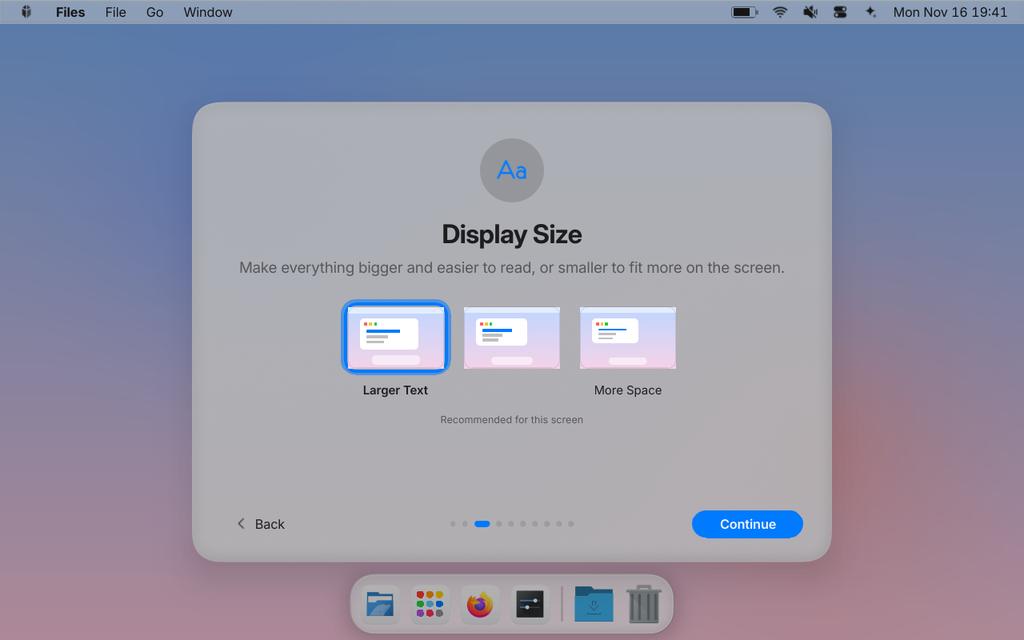 Files File Go Window Mon Nov 16 19:41
Aa
Display Size
Make everything bigger and easier to read, or smaller to fit more on the screen.
Larger Text More Space
Recommended for this screen
Back Continue